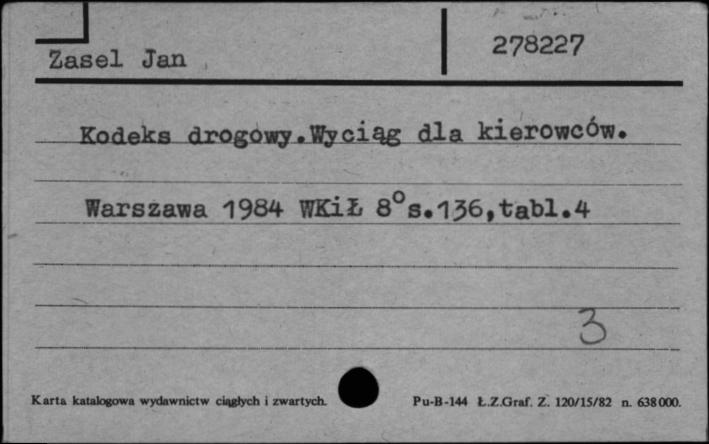 Zasel Jan
278227
Kodeks drogowy.Wyciąg dla kierowców.
Warszawa 1984 WKiŁ 8°s.136,tabl.4
3
Karta katalogowa wydawnictw ciągłych i zwartych.
Pu-B-144 Ł.Z.Graf. Z. 120/15/82 n. 638000.